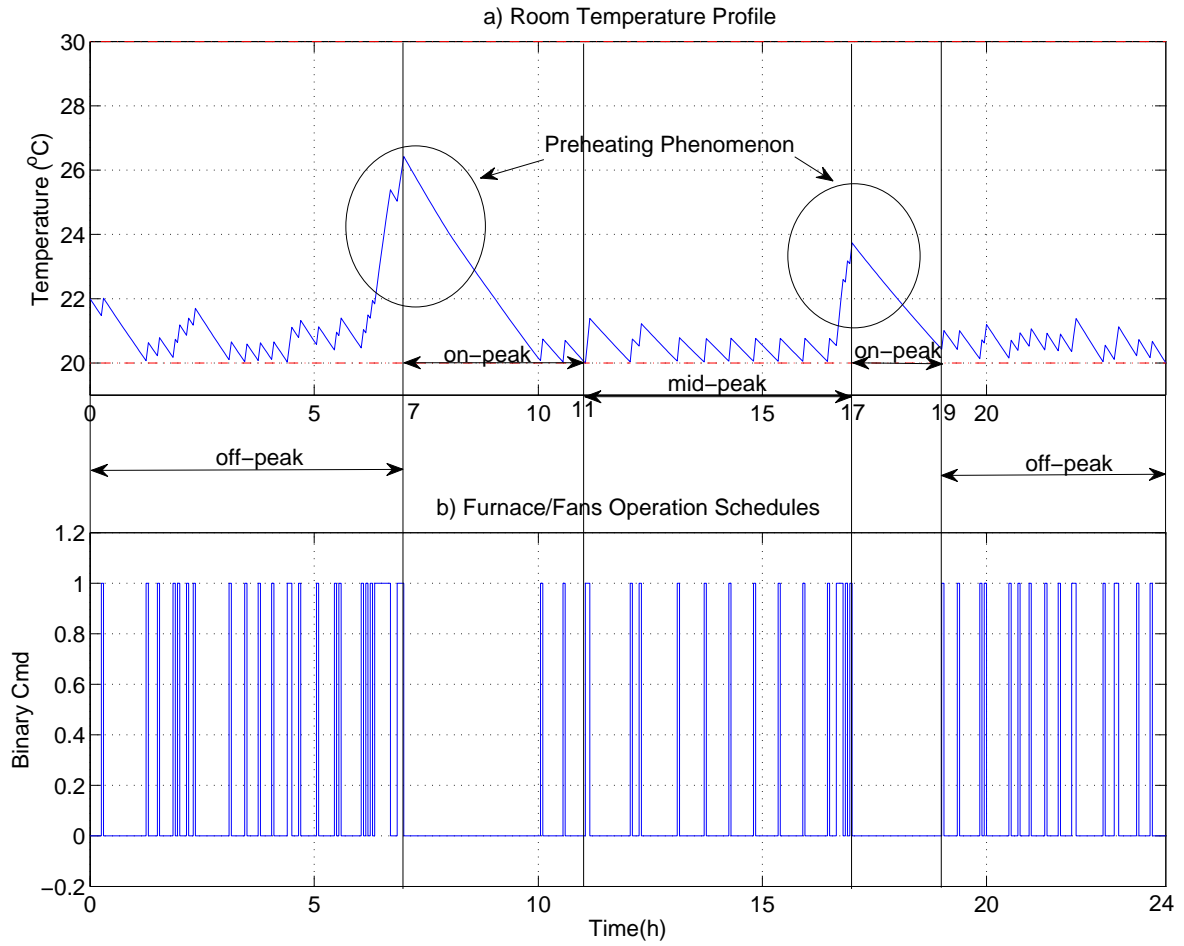 a) Room Temperature Profile
30
28
26
24
22
20
Temperature (⁰C)
Preheating Phenomenon
on-peak
on-peak
mid-peak
0
5
7
10
11
15
17
19
20
off-peak
off-peak
b) Furnace/Fans Operation Schedules
1.2
1
0.8
0.6
0.4
0.2
0
-0.2
Binary Cmd
0
5
10
15
20
24
Time(h)